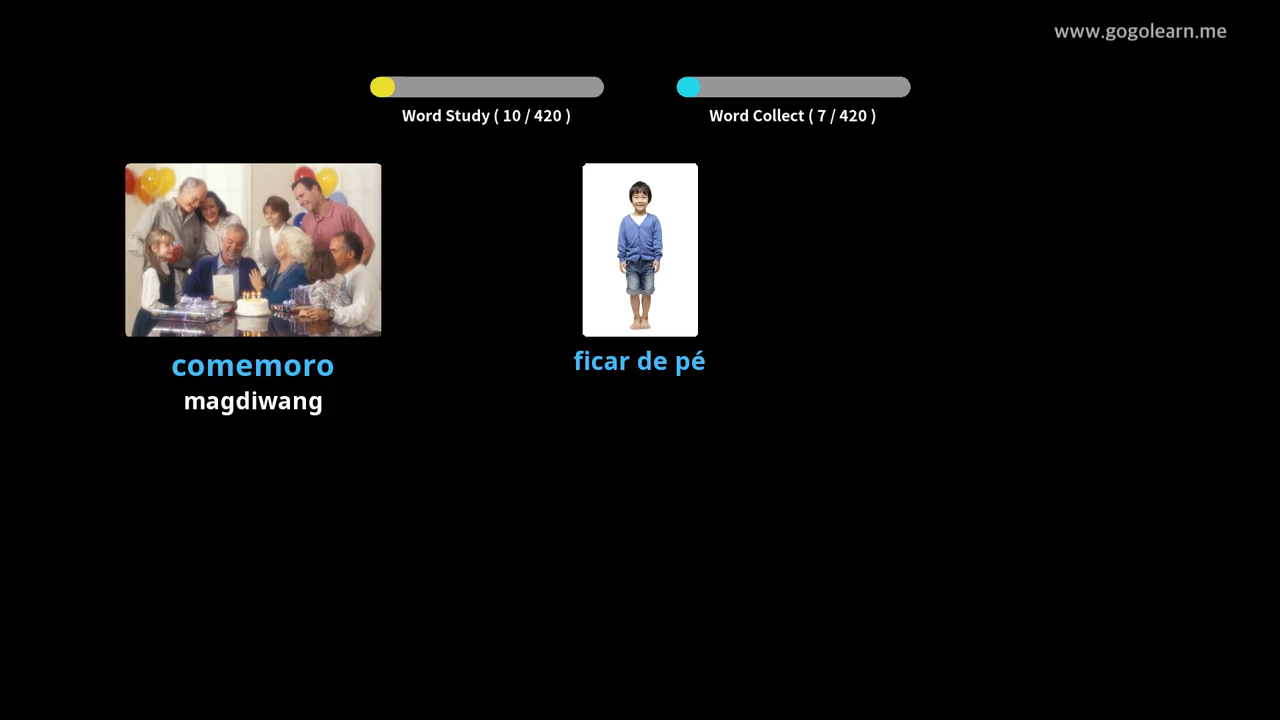 www.gogolearn.me
Word Study ( 10 / 420 )
Word Collect ( 7 / 420 )
comemoro
magdiwang
ficar de pé